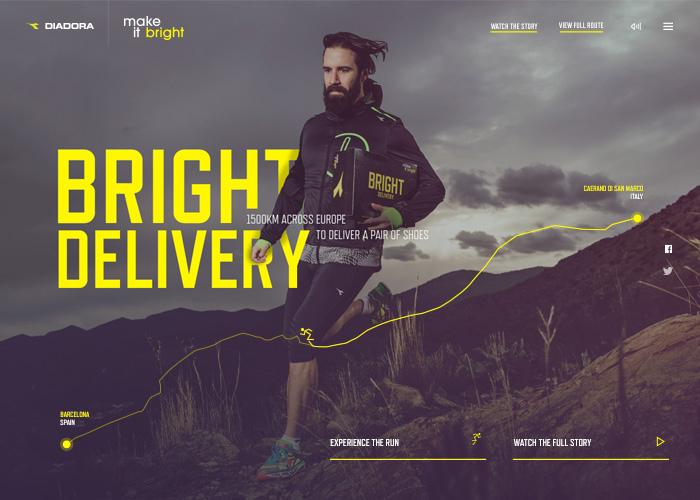 DIADORA
make
it bright
WATCH THE STORY
VIEW FULL ROUTE
BRIGHT
DELIVERY
1500KM ACROSS EUROPE
TO DELIVER A PAIR OF SHOES
BRIGHT
DELIVERY
CAERANO DI SAN MARCO
ITALY
BARCELONA
SPAIN
EXPERIENCE THE RUN
WATCH THE FULL STORY